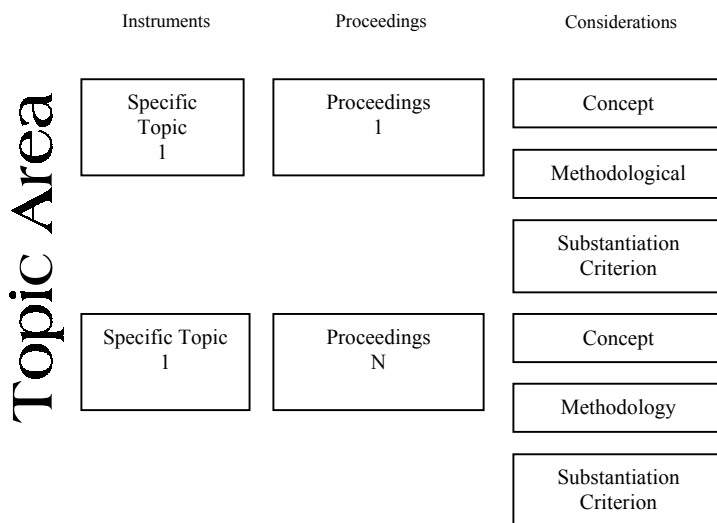 Instruments
Proceedings
Considerations
Topic Area
Specific
Topic
1
Proceedings
1
Concept
Methodological
Substantiation
Criterion
Specific Topic
1
Proceedings
N
Concept
Methodology
Substantiation
Criterion